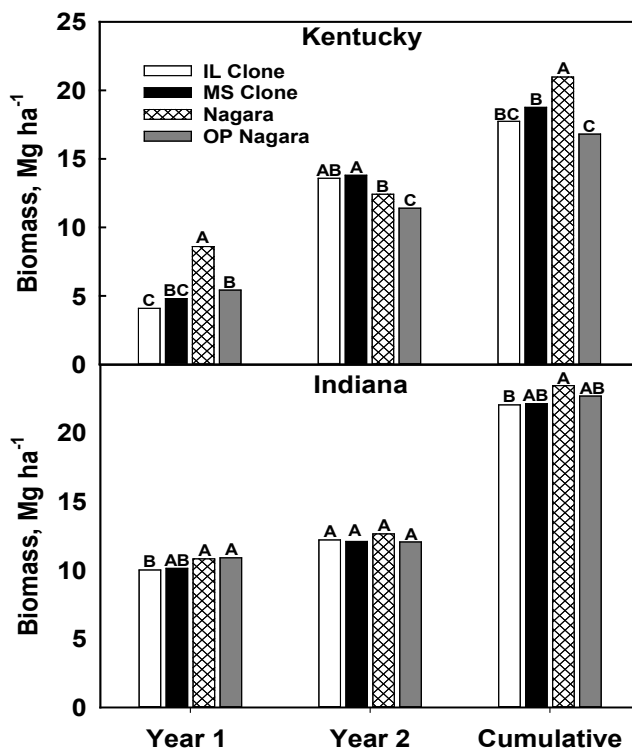 Kentucky
IL Clone
MS Clone
Nagara
OP Nagara
Biomass, Mg ha-1
25
20
15
10
5
0
C BC A B
AB A B C
BC B A C
Indiana
Biomass, Mg ha-1
20
15
10
5
0
B AB A A
A A A A
B AB A AB
Year 1 Year 2 Cumulative